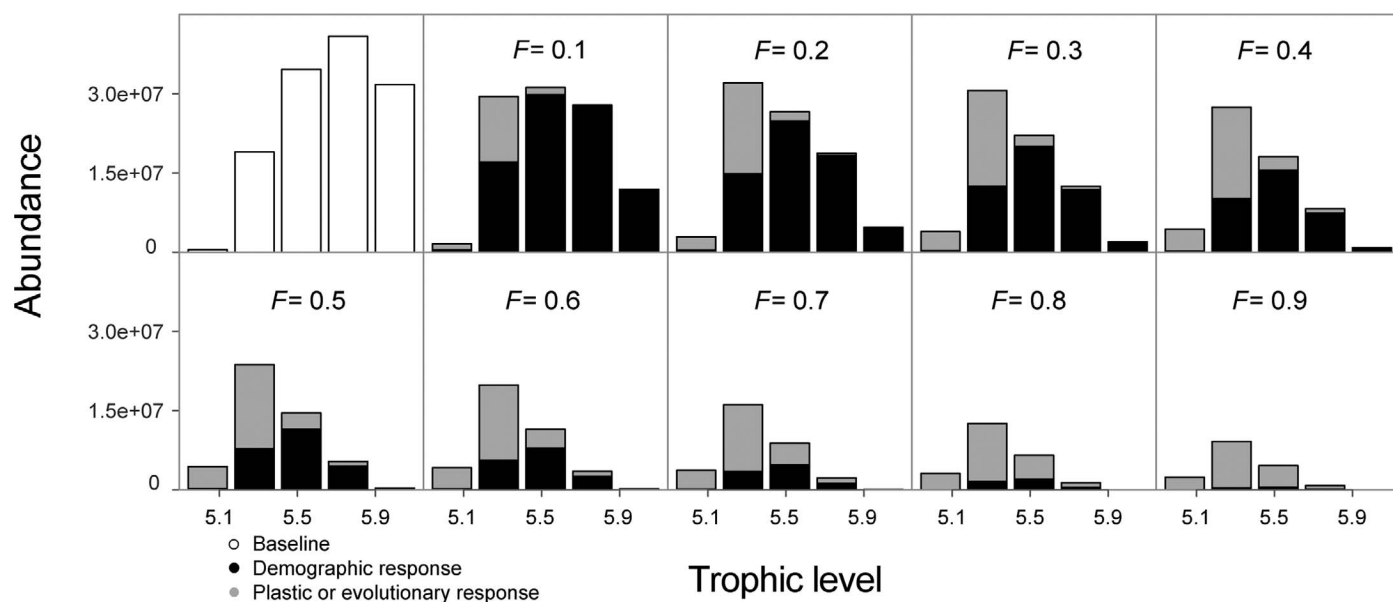 F= 0.1
F= 0.2
F= 0.3
F= 0.4
3.0e+07
1.5e+07
0
Abundance
F= 0.5
F= 0.6
F= 0.7
F= 0.8
F= 0.9
3.0e+07
1.5e+07
0
5.1 5.5 5.9 5.1 5.5 5.9 5.1 5.5 5.9 5.1 5.5 5.9 5.1 5.5 5.9
Baseline
Demographic response
Plastic or evolutionary response
Trophic level